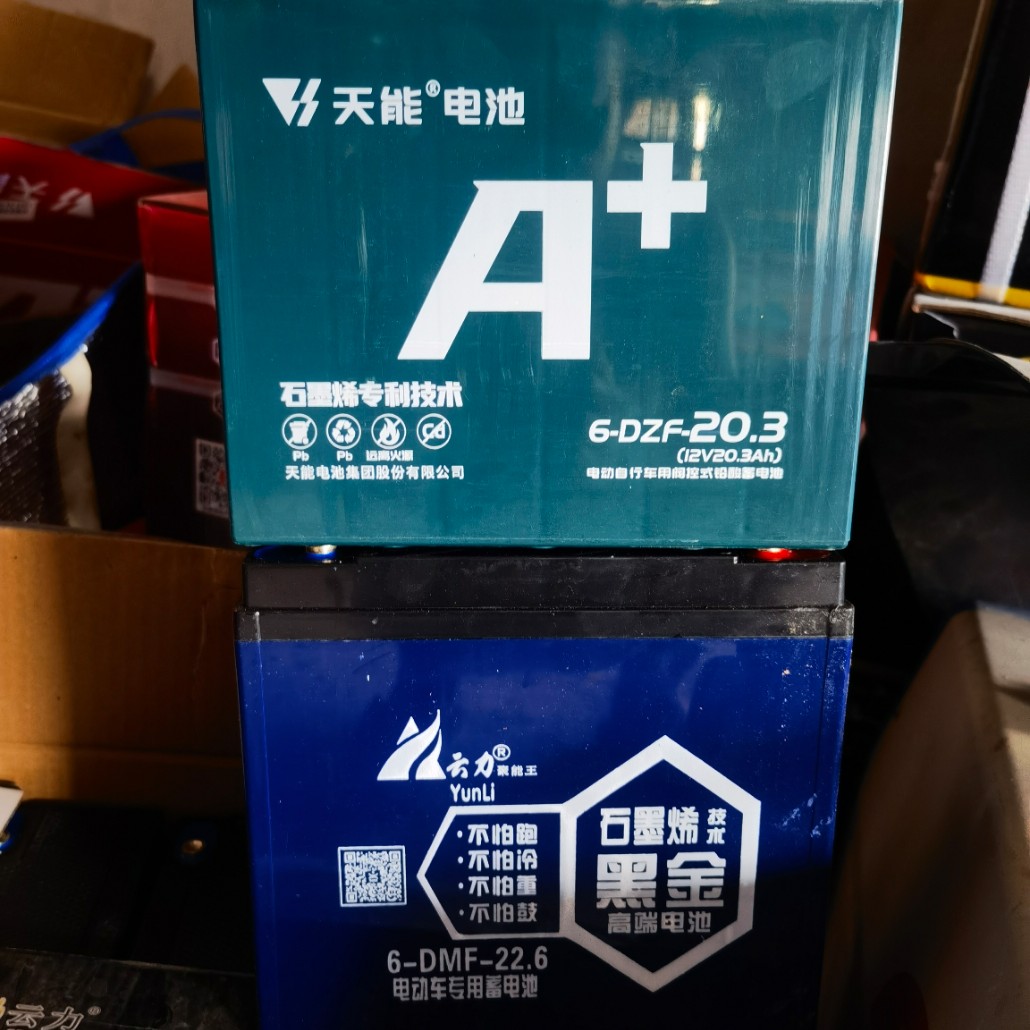 天能®电池
A+
石墨烯专利技术
Pb Pb 远离火源 Cd
6-DZF-20.3
(12V20.3Ah)
天能电池集团股份有限公司
电动自行车用阀控式铅酸蓄电池
云力®
YunLi
·不怕跑
·不怕冷
·不怕重
·不怕鼓
石墨烯技术
黑金
高端电池
6-DMF-22.6
电动车专用蓄电池
云力®